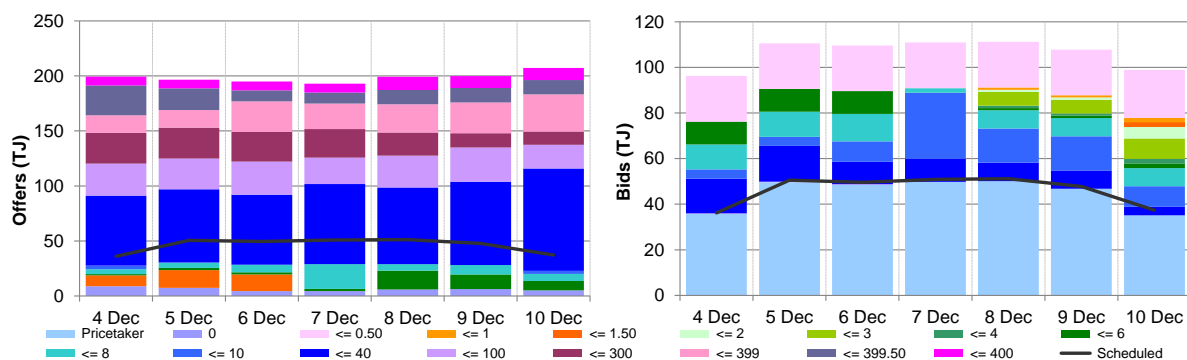 250
200
150
100
50
0
Offers (TJ)
4 Dec 5 Dec 6 Dec 7 Dec 8 Dec 9 Dec 10 Dec
120
100
80
60
40
20
0
Bids (TJ)
4 Dec 5 Dec 6 Dec 7 Dec 8 Dec 9 Dec 10 Dec
Pricetaker 0 <= 0.50 <= 1 <= 1.50 <= 2 <= 3 <= 4 <= 6
<= 8 <= 10 <= 40 <= 100 <= 300 <= 399 <= 399.50 <= 400 Scheduled